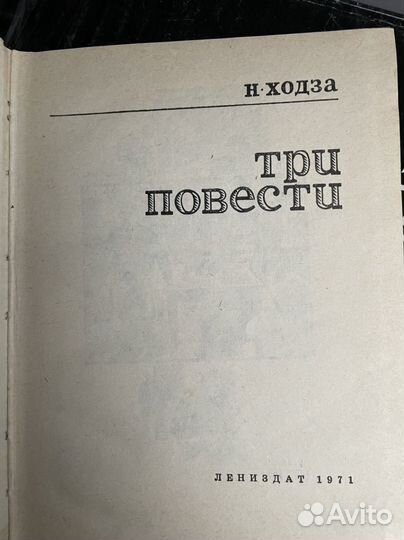 н·ходза
три
повести
ЛЕНИЗДАТ 1971
Avito